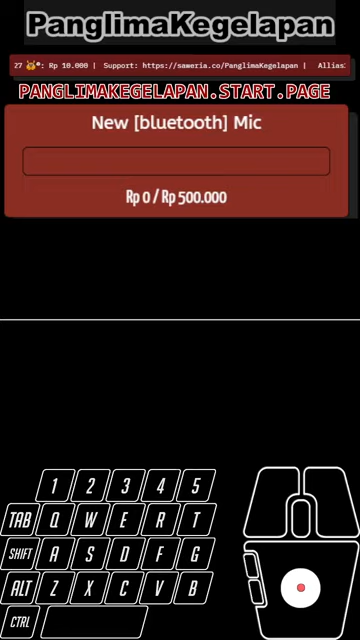 PanglimaKegelapan
27 😼®: Rp 10.000 | Support: https://saweria.co/PanglimaKegelapan | Allias
PANGLIMAKEGELAPAN.START.PAGE
New [bluetooth] Mic
Rp 0 / Rp 500.000
1 2 3 4 5
TAB Q W E R T
SHIFT A S D F G
ALT Z X C V B
CTRL